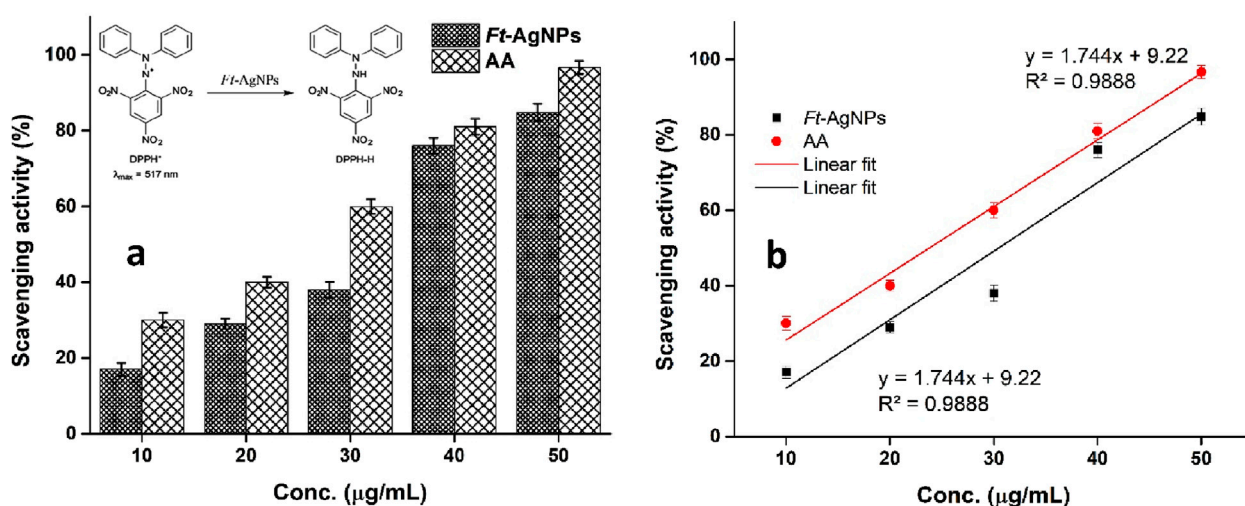 Ft-AgNPs
AA
N
N•
O₂N
NO₂
NO₂
DPPH•
λmax = 517 nm
Ft-AgNPs
N
NH
O₂N
NO₂
NO₂
DPPH-H
a
Scavenging activity (%)
100
80
60
40
20
0
10 20 30 40 50
Conc. (μg/mL)
y = 1.744x + 9.22
R² = 0.9888
Ft-AgNPs
AA
Linear fit
Linear fit
b
y = 1.744x + 9.22
R² = 0.9888
Scavenging activity (%)
100
80
60
40
20
0
10 20 30 40 50
Conc. (μg/mL)